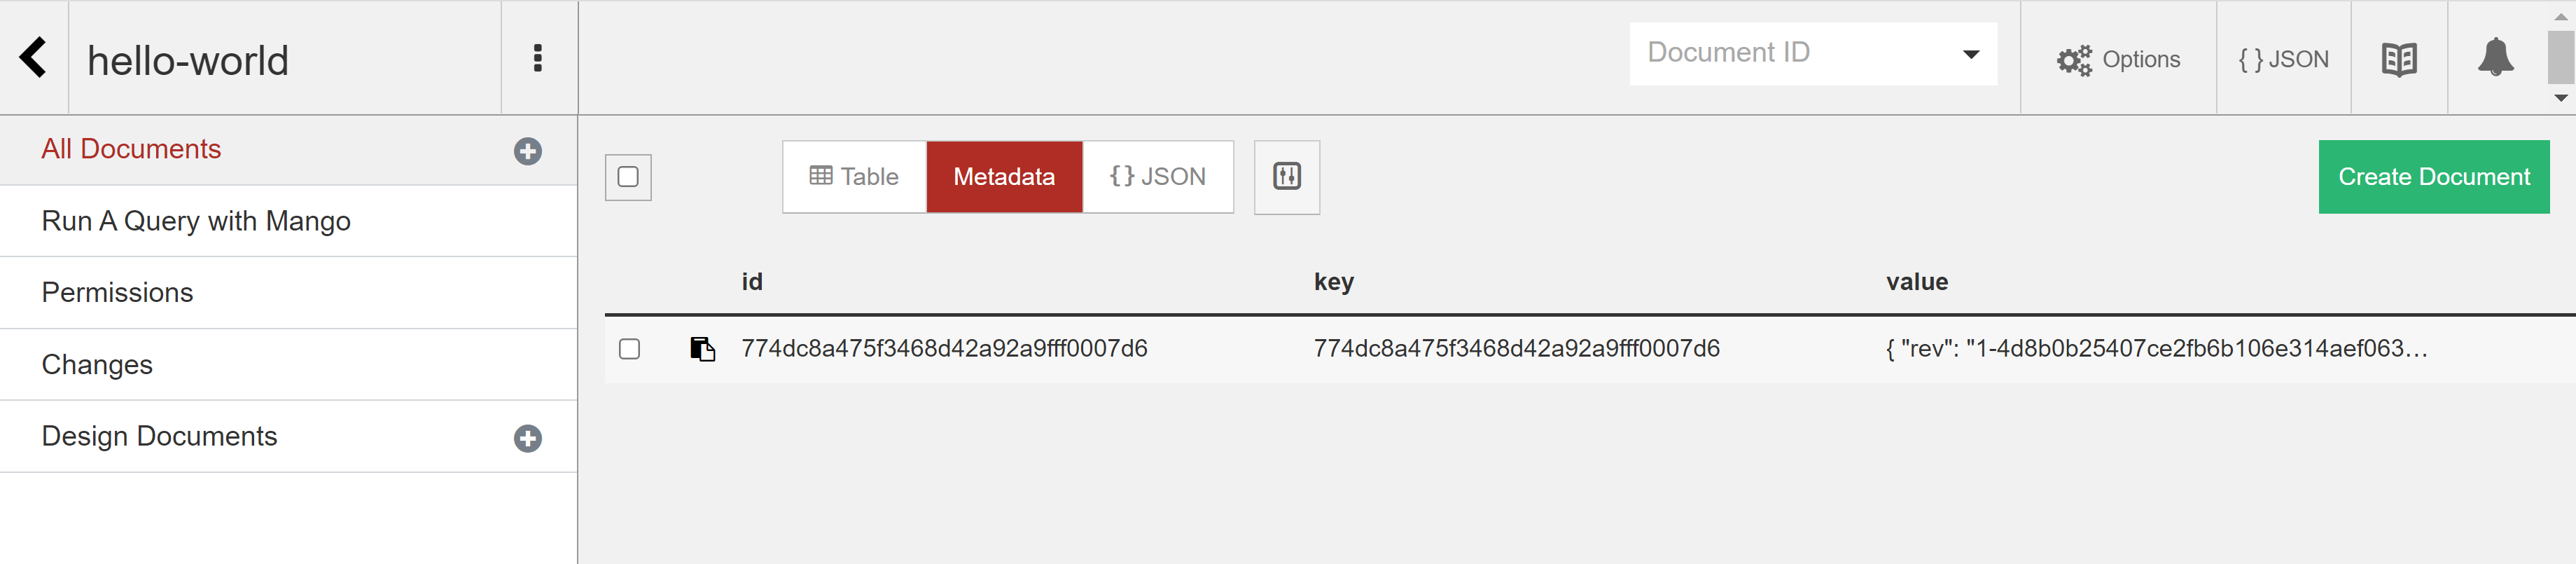 hello-world
Document ID
Options
{ } JSON
All Documents
Run A Query with Mango
Permissions
Changes
Design Documents
Table
Metadata
{ } JSON
Create Document
id key value
774dc8a475f3468d42a92a9fff0007d6 774dc8a475f3468d42a92a9fff0007d6 { "rev": "1-4d8b0b25407ce2fb6b106e314aef063...